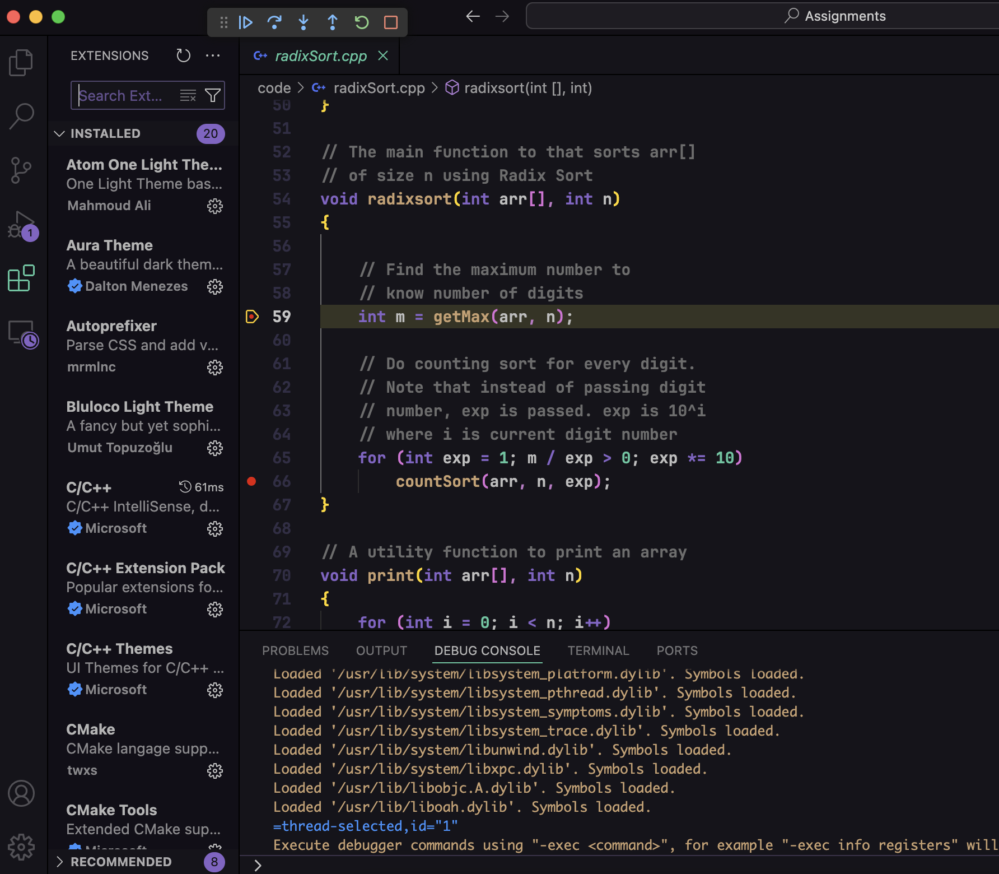 Assignments
EXTENSIONS
Search Ext...
INSTALLED 20
Atom One Light The...
One Light Theme bas...
Mahmoud Ali
Aura Theme
A beautiful dark them...
Dalton Menezes
Autoprefixer
Parse CSS and add v...
mrmlnc
Bluloco Light Theme
A fancy but yet sophi...
Umut Topuzoğlu
C/C++ 61ms
C/C++ IntelliSense, d...
Microsoft
C/C++ Extension Pack
Popular extensions fo...
Microsoft
C/C++ Themes
UI Themes for C/C++ ...
Microsoft
CMake
CMake langage supp...
twxs
CMake Tools
Extended CMake sup...
Microsoft
RECOMMENDED 8
1
C++ radixSort.cpp
code > C++ radixSort.cpp > radixsort(int [], int)
50 }
51
52 // The main function to that sorts arr[]
53 // of size n using Radix Sort
54 void radixsort(int arr[], int n)
55 {
56
57 // Find the maximum number to
58 // know number of digits
59 int m = getMax(arr, n);
60
61 // Do counting sort for every digit.
62 // Note that instead of passing digit
63 // number, exp is passed. exp is 10^i
64 // where i is current digit number
65 for (int exp = 1; m / exp > 0; exp *= 10)
66 countSort(arr, n, exp);
67 }
68
69 // A utility function to print an array
70 void print(int arr[], int n)
71 {
72 for (int i = 0; i < n; i++)
PROBLEMS OUTPUT DEBUG CONSOLE TERMINAL PORTS
Loaded '/usr/lib/system/libsystem_platform.dylib'. Symbols loaded.
Loaded '/usr/lib/system/libsystem_pthread.dylib'. Symbols loaded.
Loaded '/usr/lib/system/libsystem_symptoms.dylib'. Symbols loaded.
Loaded '/usr/lib/system/libsystem_trace.dylib'. Symbols loaded.
Loaded '/usr/lib/system/libunwind.dylib'. Symbols loaded.
Loaded '/usr/lib/system/libxpc.dylib'. Symbols loaded.
Loaded '/usr/lib/libobjc.A.dylib'. Symbols loaded.
Loaded '/usr/lib/liboah.dylib'. Symbols loaded.
=thread-selected,id="1"
Execute debugger commands using "-exec <command>", for example "-exec info registers" will
>